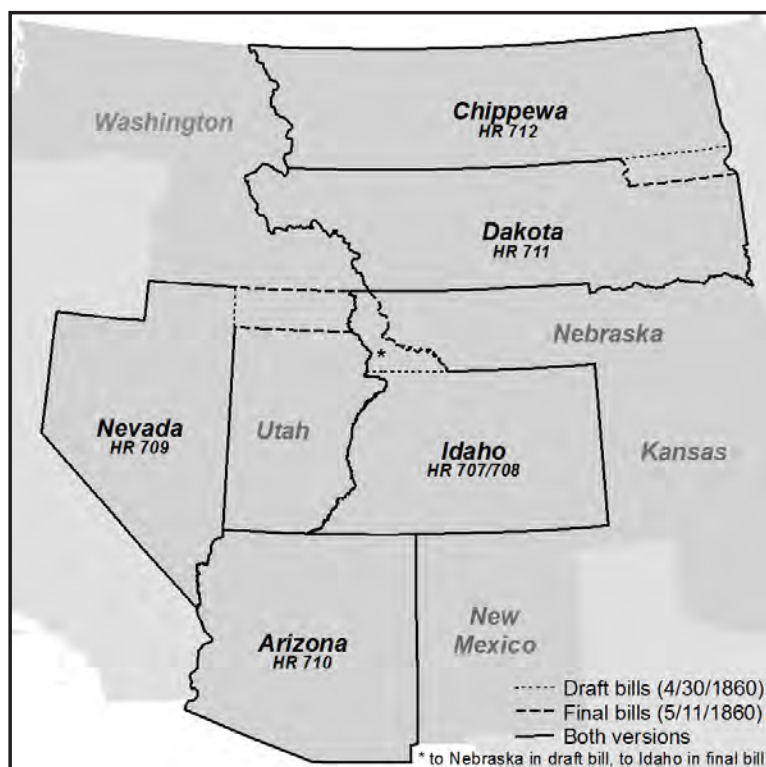 Chippewa
HR 712
Washington
Dakota
HR 711
Nebraska
*
Nevada
HR 709
Utah
Idaho
HR 707/708
Kansas
Arizona
HR 710
New
Mexico
Draft bills (4/30/1860)
Final bills (5/11/1860)
Both versions
* to Nebraska in draft bill, to Idaho in final bill